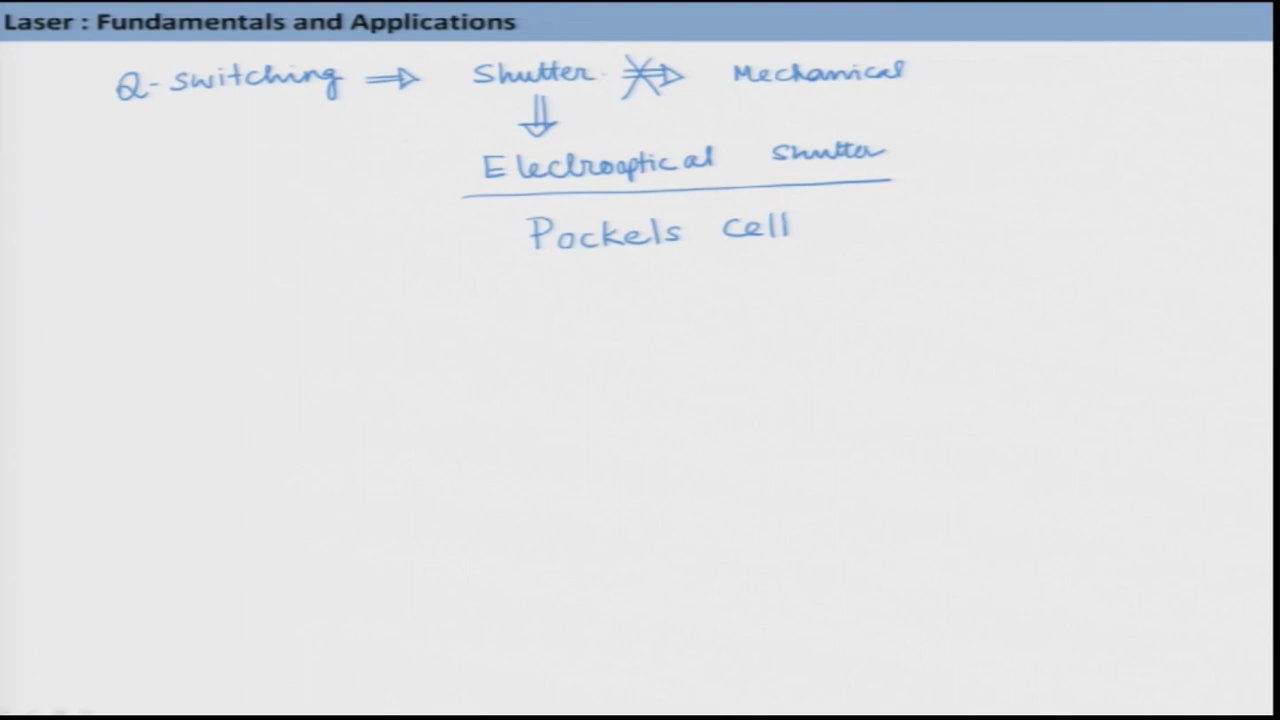 Laser : Fundamentals and Applications
Q-switching ⇒ Shutter. ⇏ Mechanical
⇓
Electrooptical Shutter
Pockels cell